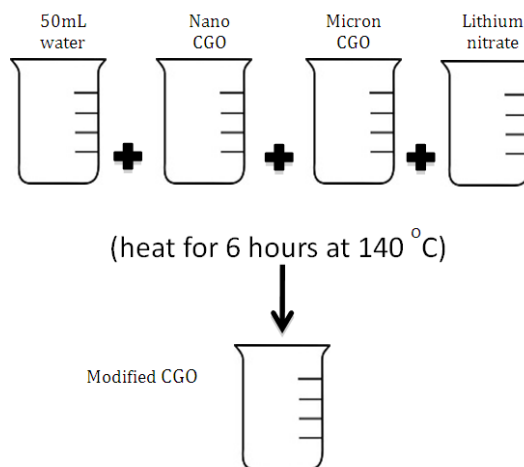 50mL
water
Nano
CGO
Micron
CGO
Lithium
nitrate
(heat for 6 hours at 140 °C)
Modified CGO